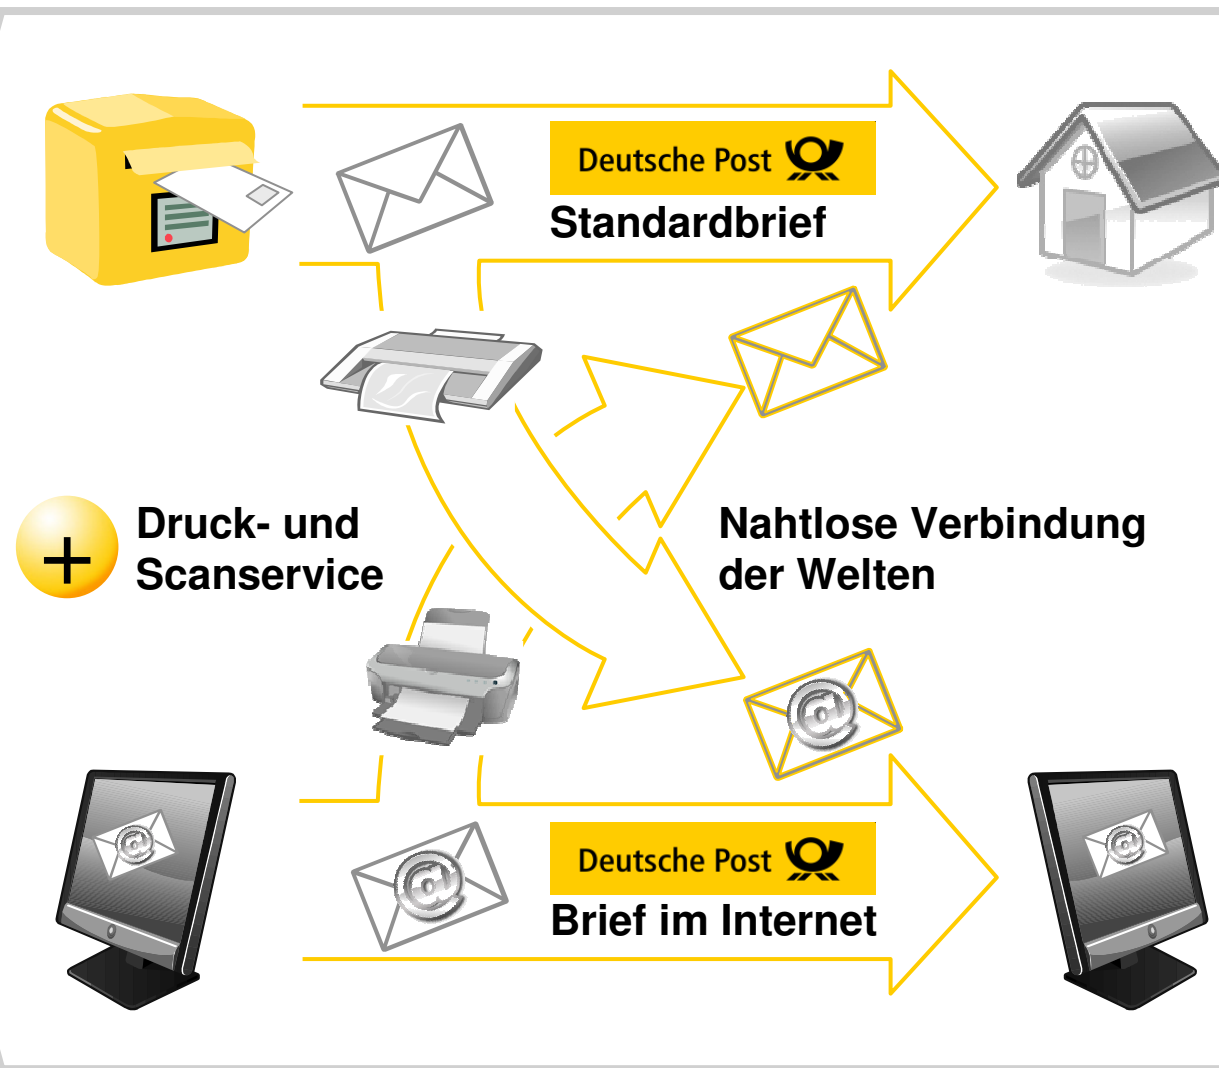 Deutsche Post
Standardbrief
+
Druck- und
Scanservice
Nahtlose Verbindung
der Welten
@
@
@
@
Deutsche Post
Brief im Internet